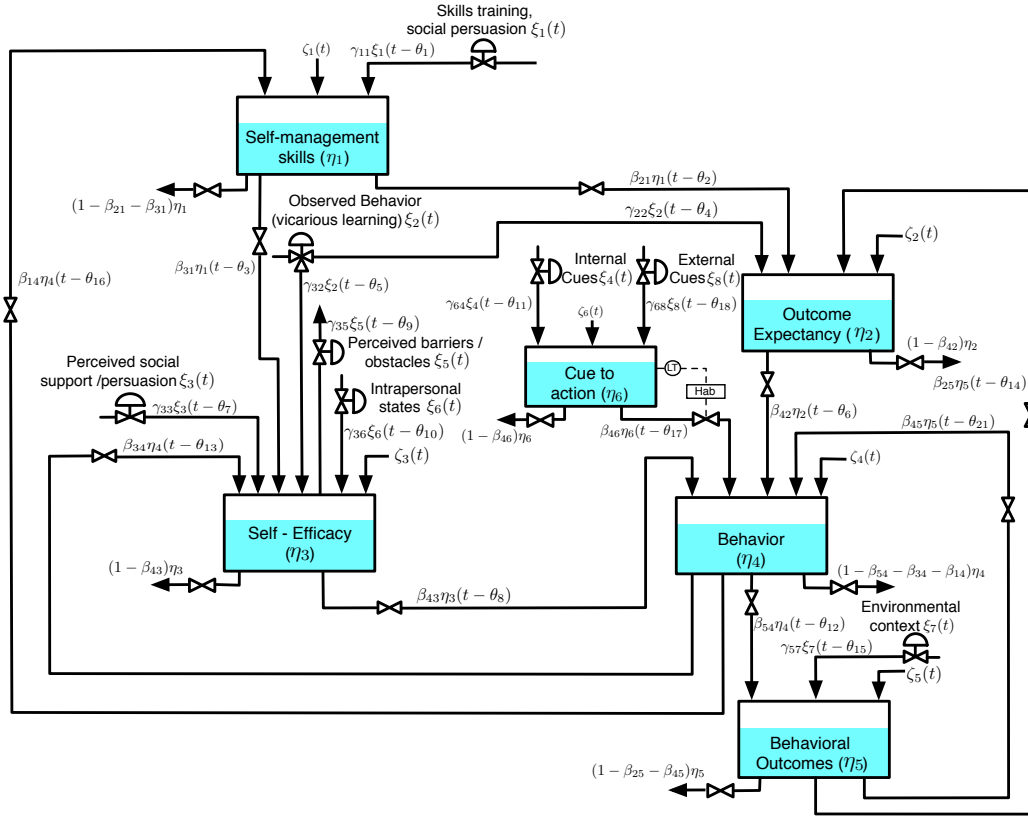 Skills training,
social persuasion ξ₁(t)
ζ₁(t)
γ₁₁ξ₁(t − θ₁)
Self-management
skills (η₁)
(1 − β₂₁ − β₃₁)η₁
β₂₁η₁(t − θ₂)
Observed Behavior
(vicarious learning) ξ₂(t)
γ₂₂ξ₂(t − θ₄)
ζ₂(t)
β₁₄η₄(t − θ₁₆)
β₃₁η₁(t − θ₃)
γ₃₂ξ₂(t − θ₅)
Internal
Cues ξ₄(t)
External
Cues ξ₈(t)
γ₆₄ξ₄(t − θ₁₁)
γ₆₈ξ₈(t − θ₁₈)
ζ₆(t)
Outcome
Expectancy (η₂)
γ₃₅ξ₅(t − θ₉)
Perceived barriers /
obstacles ξ₅(t)
(1 − β₄₂)η₂
β₂₅η₅(t − θ₁₄)
Perceived social
support /persuasion ξ₃(t)
γ₃₃ξ₃(t − θ₇)
Intrapersonal
states ξ₆(t)
γ₃₆ξ₆(t − θ₁₀)
Cue to
action (η₆)
LT
Hab
(1 − β₄₆)η₆
β₄₆η₆(t − θ₁₇)
β₄₂η₂(t − θ₆)
β₄₅η₅(t − θ₂₁)
β₃₄η₄(t − θ₁₃)
ζ₃(t)
ζ₄(t)
Self - Efficacy
(η₃)
Behavior
(η₄)
(1 − β₄₃)η₃
β₄₃η₃(t − θ₈)
(1 − β₅₄ − β₃₄ − β₁₄)η₄
Environmental
context ξ₇(t)
β₅₄η₄(t − θ₁₂)
γ₅₇ξ₇(t − θ₁₅)
ζ₅(t)
Behavioral
Outcomes (η₅)
(1 − β₂₅ − β₄₅)η₅